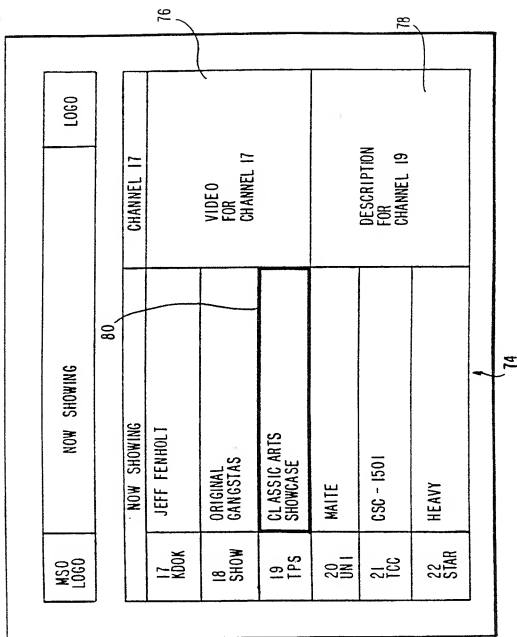 MSO
LOGO
NOW SHOWING
LOGO
NOW SHOWING
CHANNEL 17
17
KDOK
JEFF FENHOLT
18
SHOW
ORIGINAL
GANGSTAS
19
TPS
CLASSIC ARTS
SHOWCASE
20
UNI
MAITE
21
TCC
CSC - 1501
22
STAR
HEAVY
VIDEO
FOR
CHANNEL 17
DESCRIPTION
FOR
CHANNEL 19
76
78
80
74